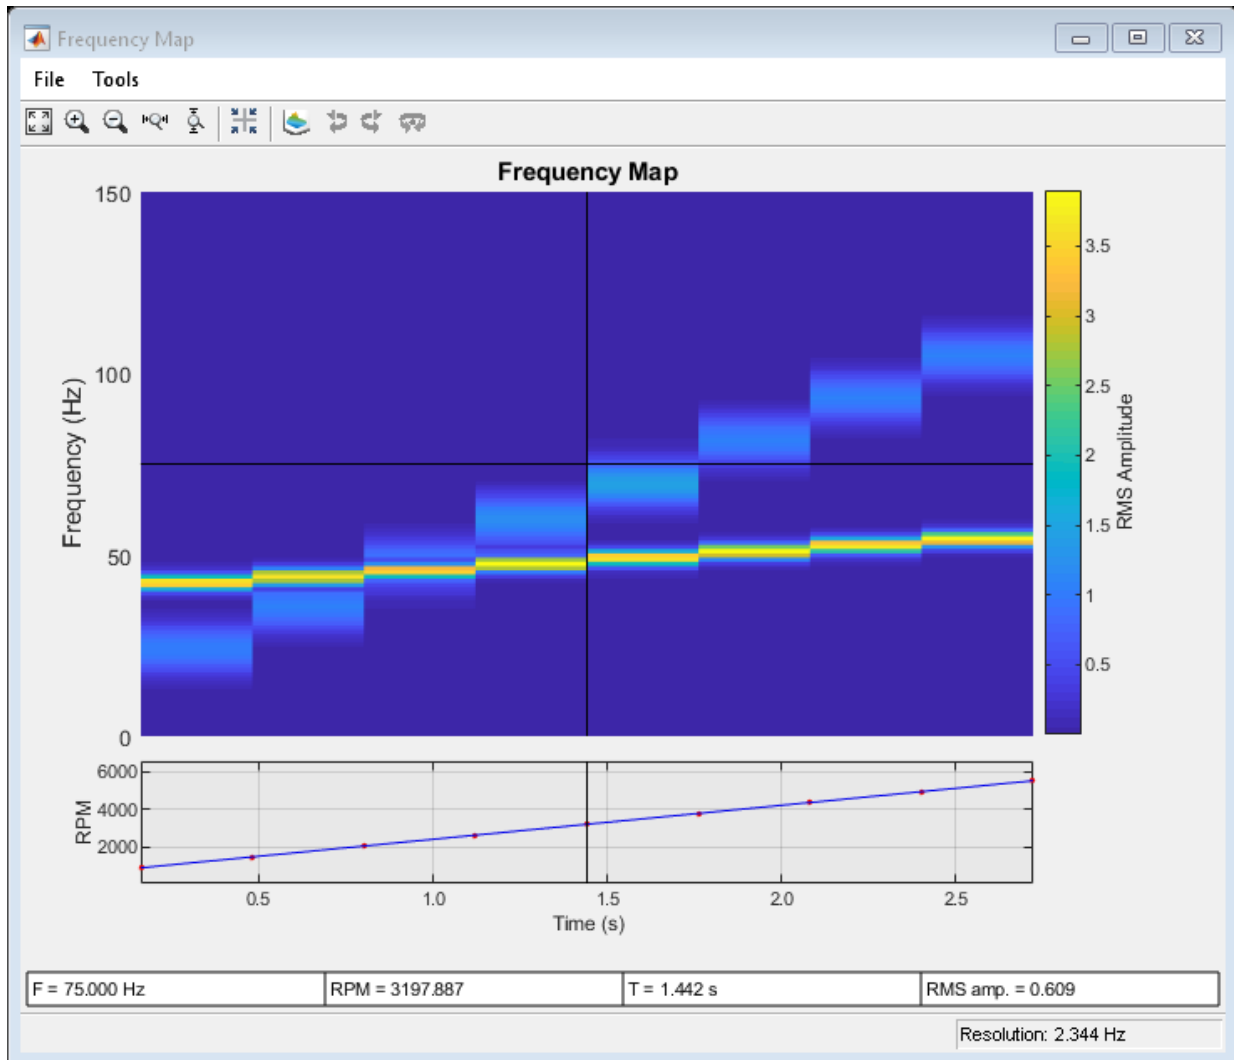 Frequency Map
File Tools
Frequency Map
150
100
50
0
Frequency (Hz)
3.5
3
2.5
2
1.5
1
0.5
RMS Amplitude
6000
4000
2000
RPM
0.5 1.0 1.5 2.0 2.5
Time (s)
F = 75.000 Hz RPM = 3197.887 T = 1.442 s RMS amp. = 0.609
Resolution: 2.344 Hz